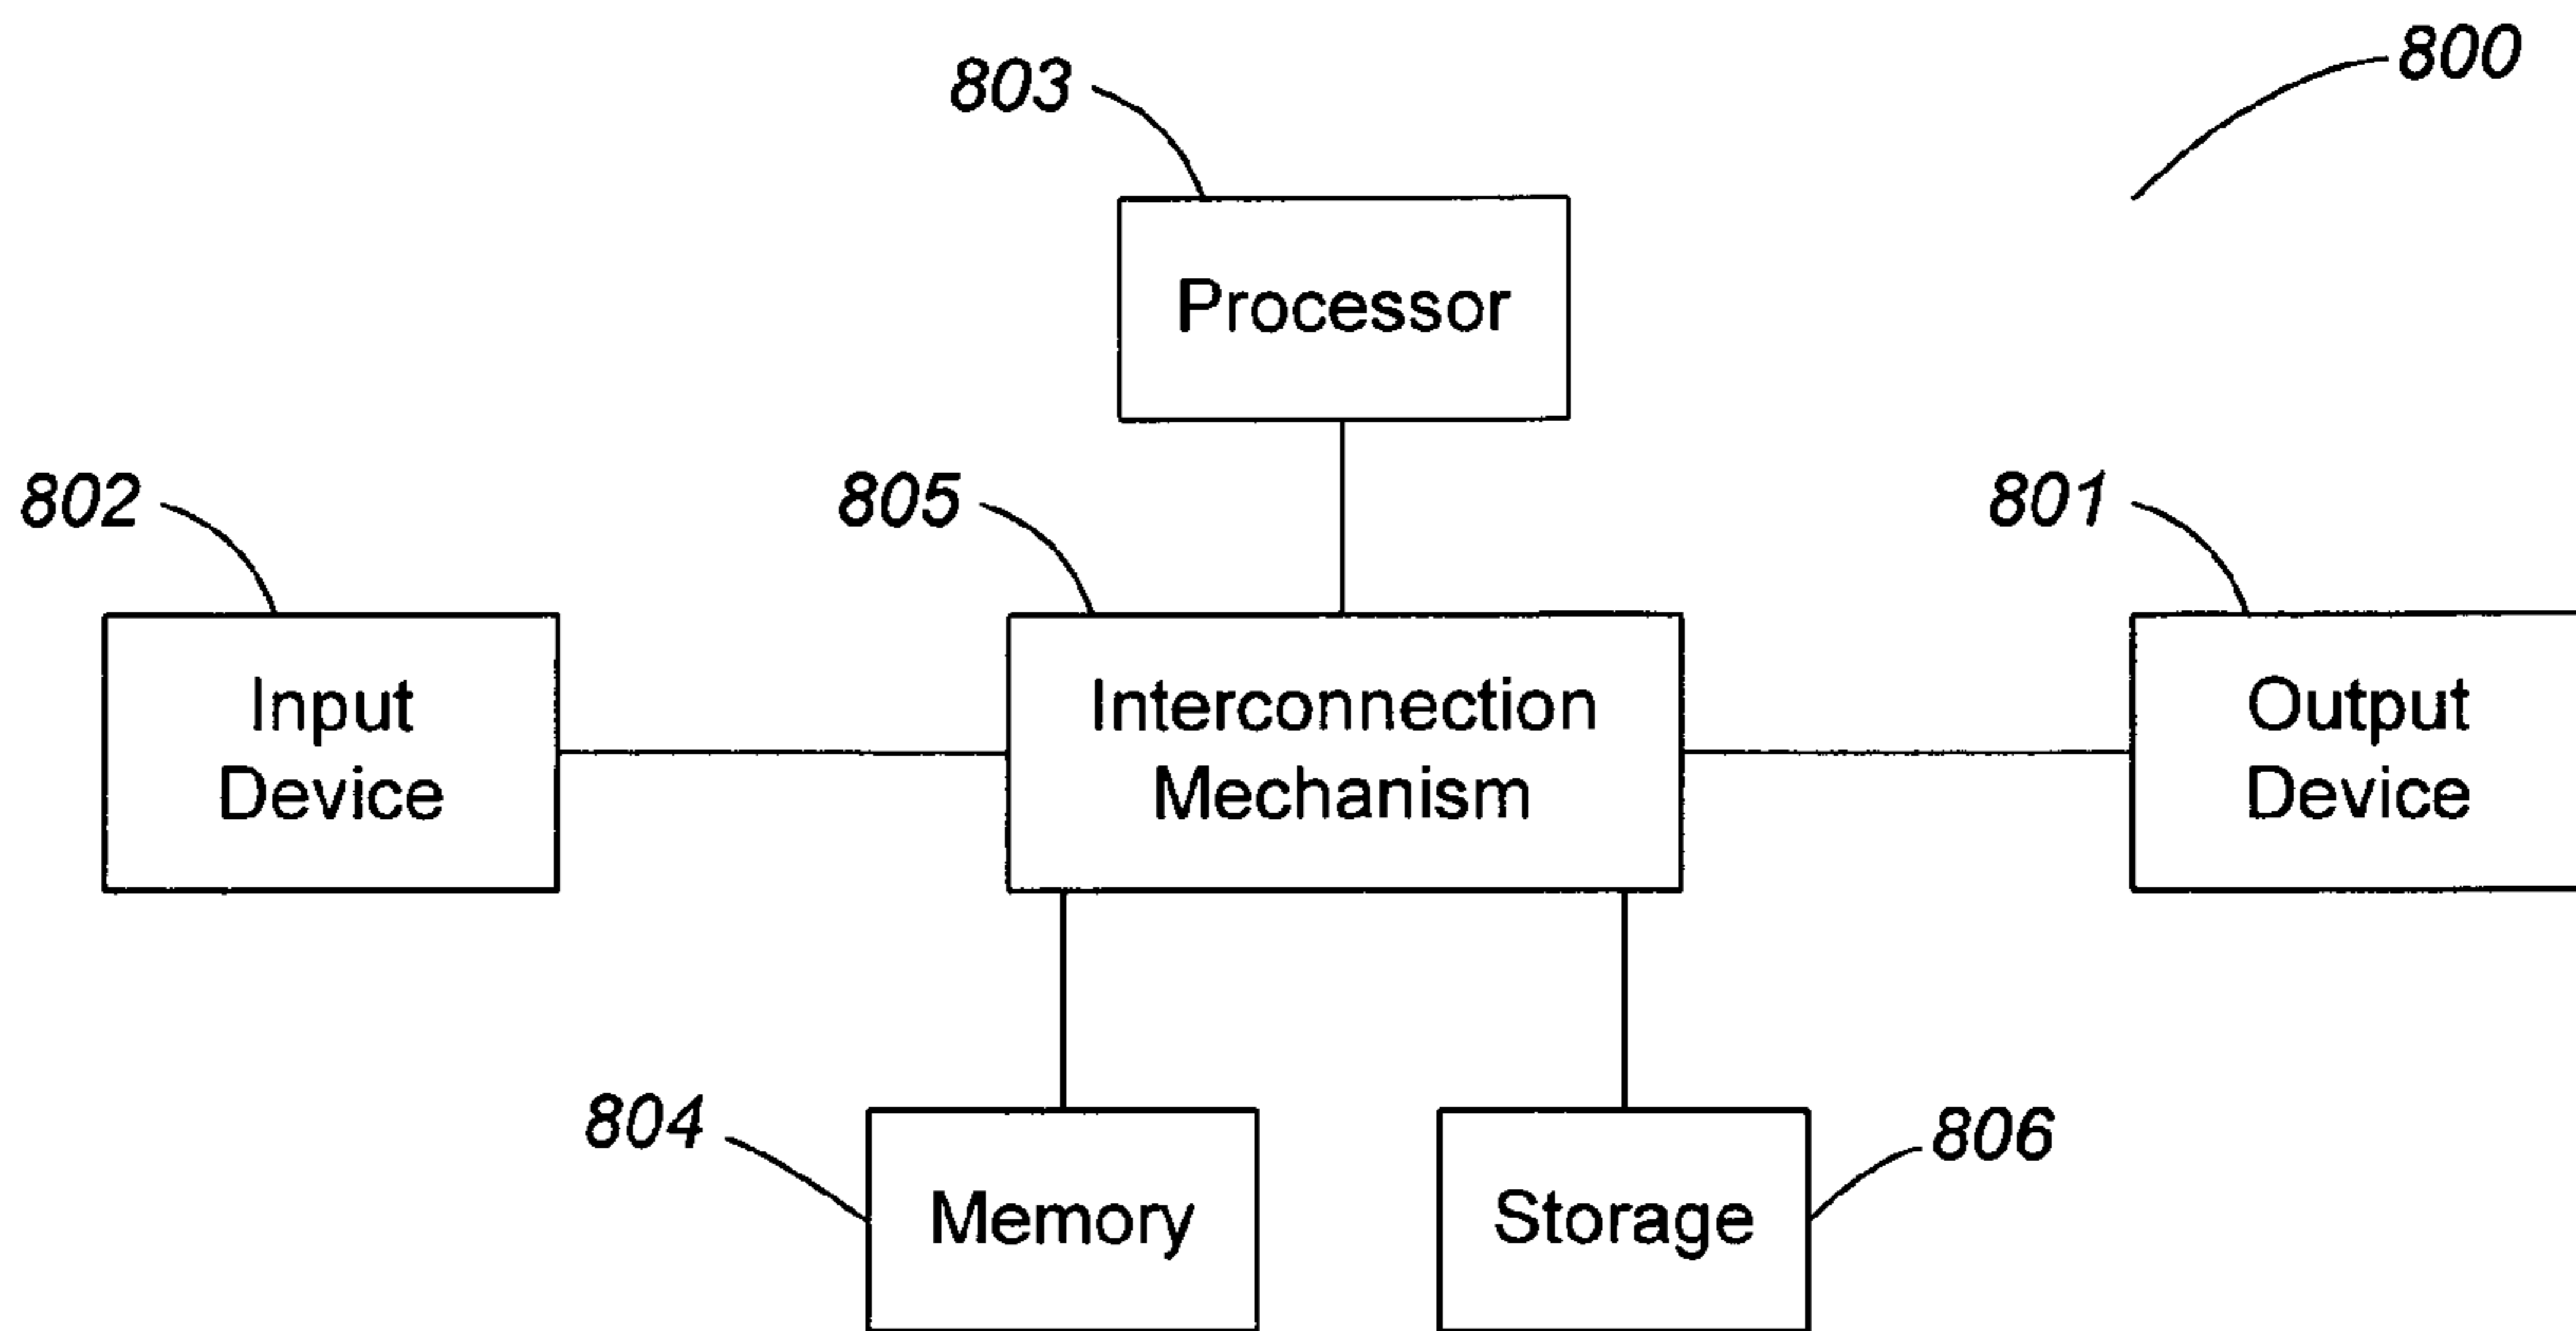 800
803
Processor
802
805
801
Input
Device
Interconnection
Mechanism
Output
Device
804
806
Memory
Storage